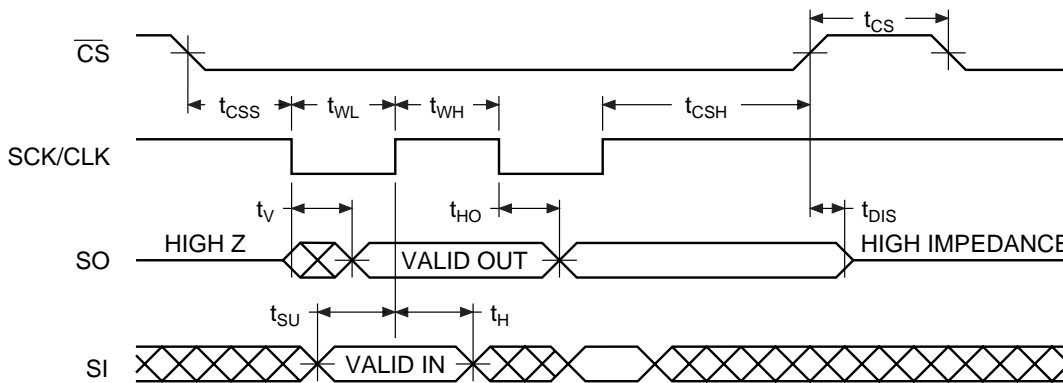 t_CS
CS
t_CSS t_WL t_WH t_CSH
SCK/CLK
t_V t_HO t_DIS
HIGH Z VALID OUT HIGH IMPEDANCE
SO
t_SU t_H
SI VALID IN